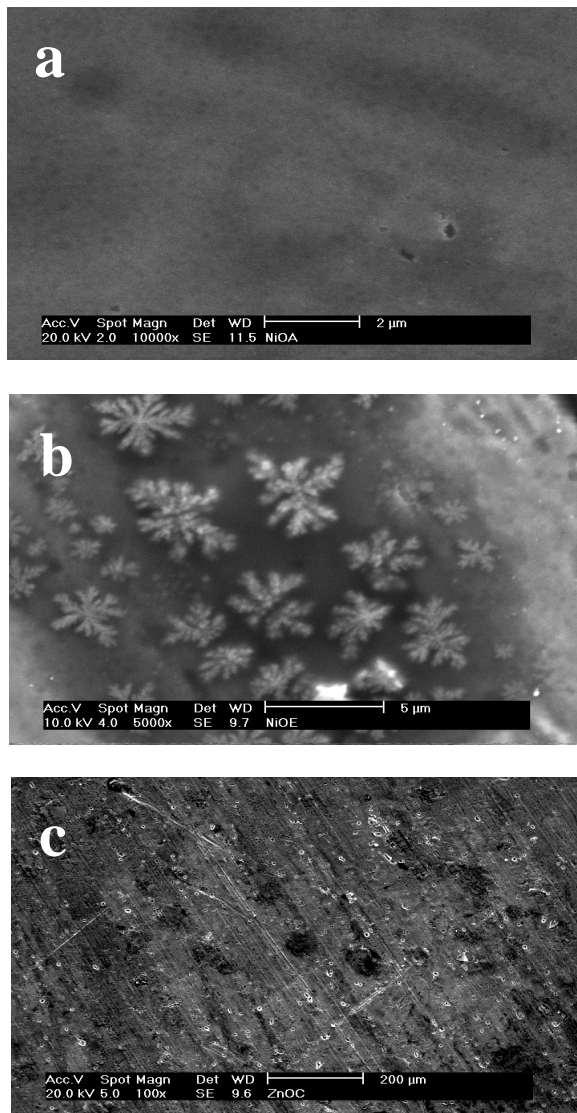 a
Acc.V Spot Magn Det WD 2 µm
20.0 kV 2.0 10000x SE 11.5 NiOA
b
Acc.V Spot Magn Det WD 5 µm
10.0 kV 4.0 5000x SE 9.7 NiOE
c
Acc.V Spot Magn Det WD 200 µm
20.0 kV 5.0 100x SE 9.6 ZnOC